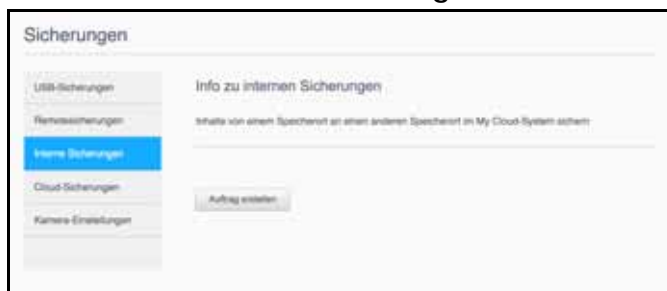 Sicherungen
USB-Sicherungen
Remotesicherungen
Interne Sicherungen
Cloud-Sicherungen
Kamera-Einstellungen
Info zu internen Sicherungen
Inhalte von einem Speicherort an einen anderen Speicherort im My Cloud-System sichern
Auftrag erstellen